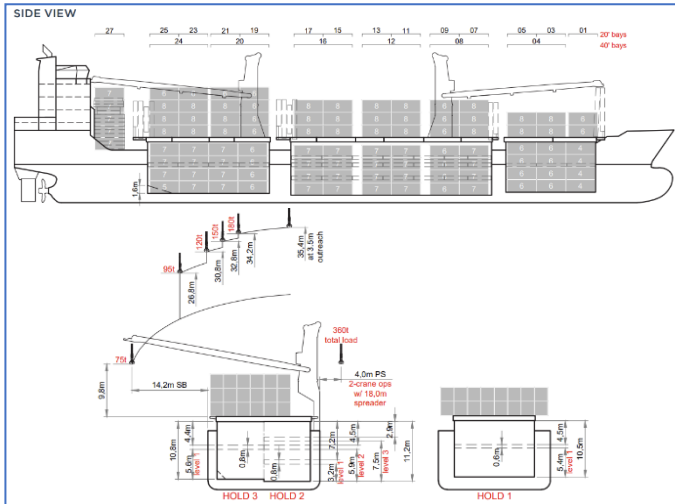 SIDE VIEW
27 25 23 21 19 17 15 13 11 09 07 05 03 01 20' bays
24 20 16 12 08 04 40' bays
1,6m
95t 120t 150t 180t
26,8m 30,8m 32,8m 34,2m 35,4m
at 3.5m
outreach
75t
360t
total load
9,8m
14,2m SB
4,0m PS
2-crane ops
w/ 18,0m
spreader
10,8m 4,4m 5,6m level 1 0,8m 0,8m 7,2m 3,2m level 1 4,5m 5,9m level 2 2,9m 7,5m level 3 11,2m
0,6m 4,5m 5,4m level 1 10,5m
HOLD 3 HOLD 2 HOLD 1